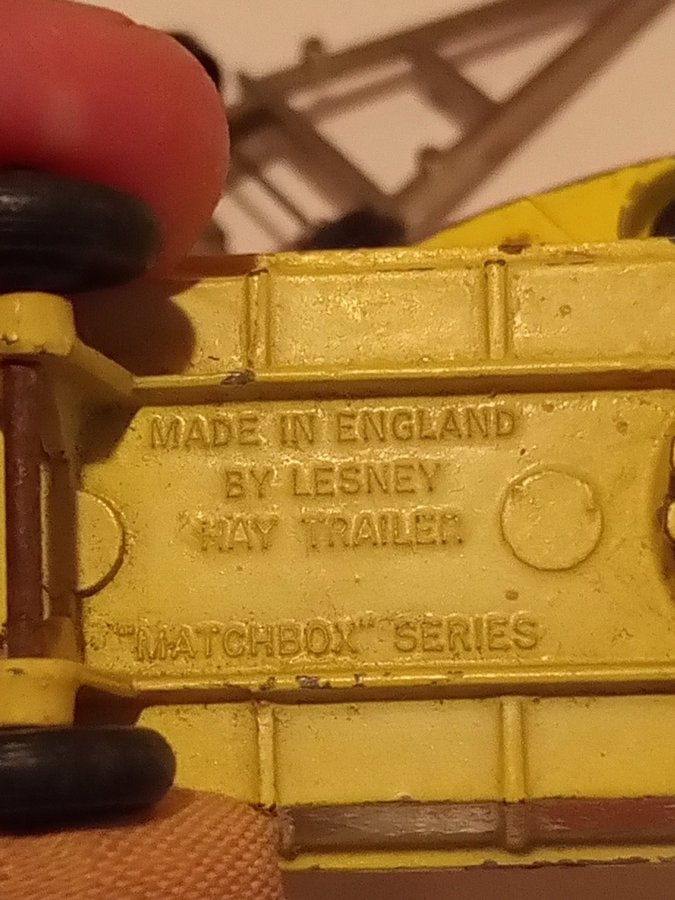 MADE IN ENGLAND
BY LESNEY
"HAY TRAILER
"MATCHBOX" SERIES